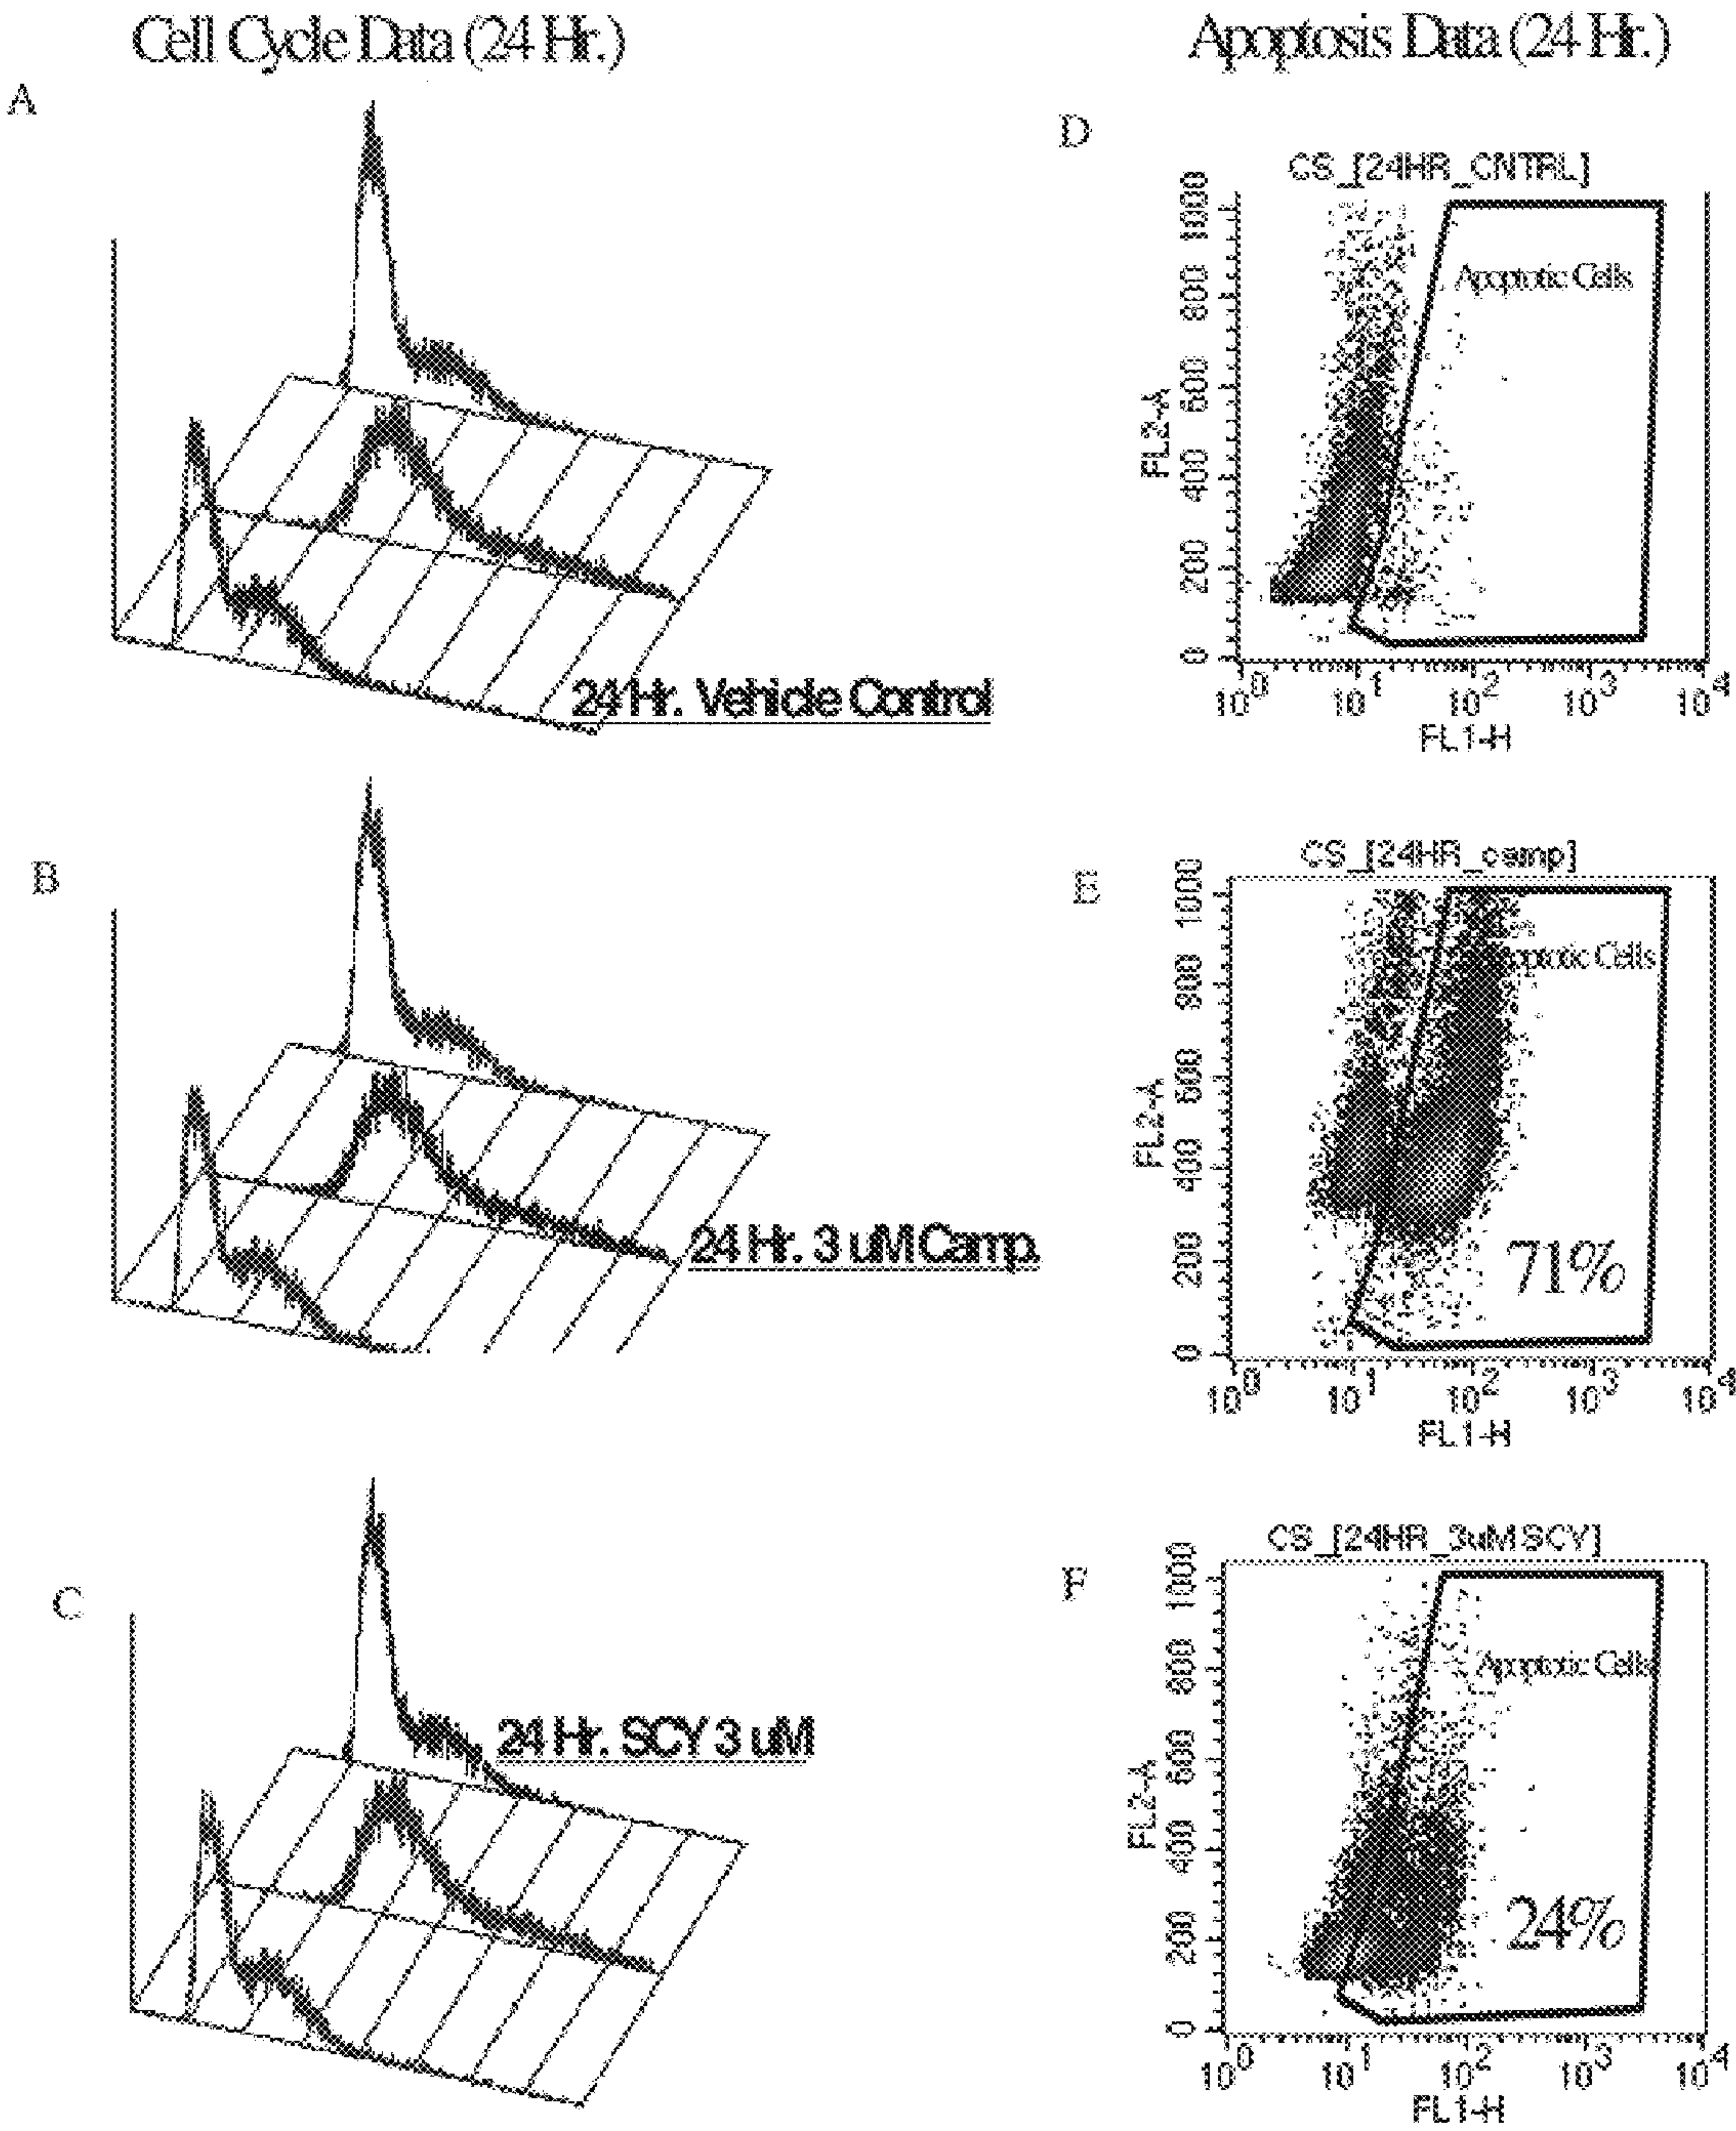 Cell Cycle Data (24 Hr.)
Apoptosis Data (24 Hr.)
A
24 Hr. Vehicle Control
D
CS_[24HR_CNTRL]
Apoptotic Cells
FL2-A
0 200 400 600 800 1000
10^0 10^1 10^2 10^3 10^4
FL1-H
B
24 Hr. 3 uM Camp.
E
CS_[24HR_camp]
Apoptotic Cells
71%
FL2-A
0 200 400 600 800 1000
10^0 10^1 10^2 10^3 10^4
FL1-H
C
24 Hr. SCY 3 uM
F
CS_[24HR_3uMSCY]
Apoptotic Cells
24%
FL2-A
0 200 400 600 800 1000
10^0 10^1 10^2 10^3 10^4
FL1-H